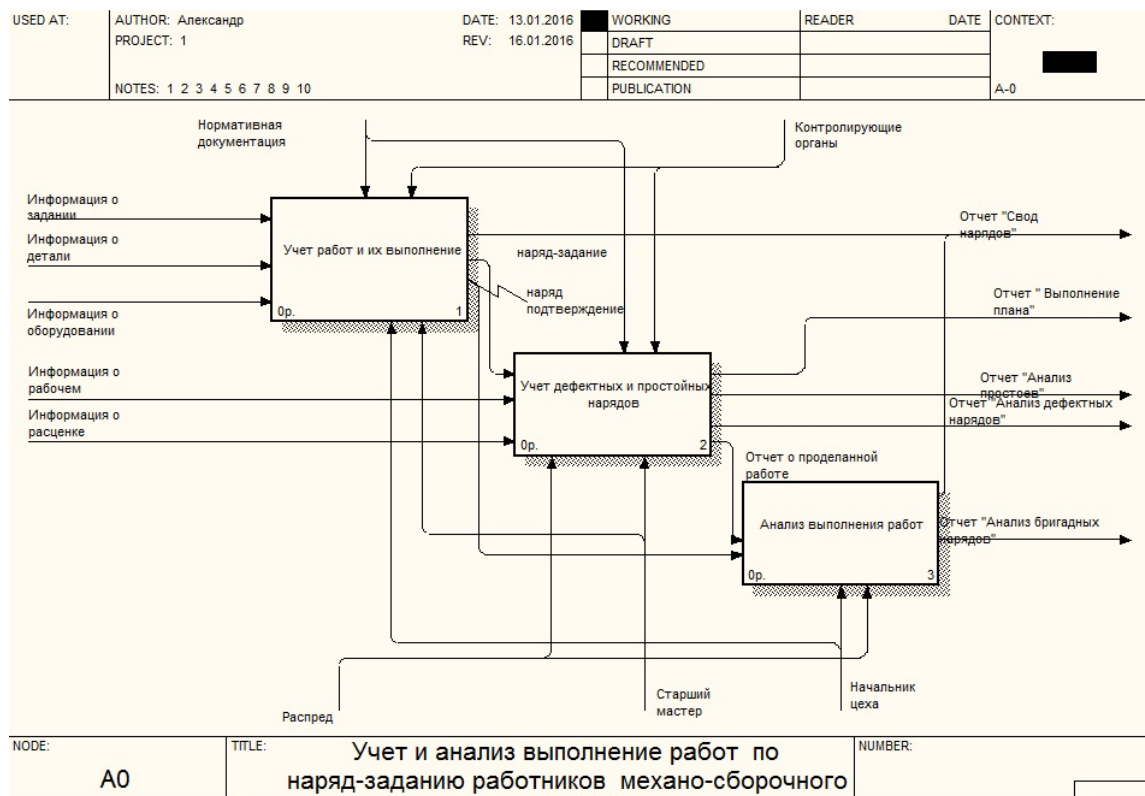 USED AT:
AUTHOR: Александр
DATE: 13.01.2016
WORKING
READER
DATE
CONTEXT:
PROJECT: 1
REV: 16.01.2016
DRAFT
RECOMMENDED
NOTES: 1 2 3 4 5 6 7 8 9 10
PUBLICATION
A-0
Нормативная
документация
Контролирующие
органы
Информация о
задании
Информация о
детали
Информация о
оборудовании
Информация о
рабочем
Информация о
расценке
Учет работ и их выполнение
0р.
1
наряд-задание
наряд
подтверждение
Отчет "Свод
нарядов"
Отчет " Выполнение
плана"
Учет дефектных и простойных
нарядов
0р.
2
Отчет "Анализ
простоев"
Отчет "Анализ дефектных
нарядов"
Отчет о проделанной
работе
Анализ выполнения работ
0р.
3
Отчет "Анализ бригадных
нарядов"
Распред
Старший
мастер
Начальник
цеха
NODE:
A0
TITLE:
Учет и анализ выполнение работ по
наряд-заданию работников механо-сборочного
NUMBER: